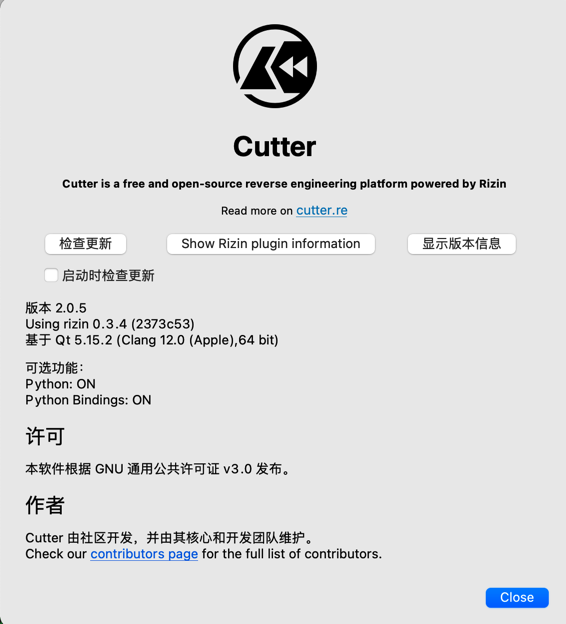 Cutter
Cutter is a free and open-source reverse engineering platform powered by Rizin
Read more on cutter.re
检查更新
Show Rizin plugin information
显示版本信息
启动时检查更新
版本 2.0.5
Using rizin 0.3.4 (2373c53)
基于 Qt 5.15.2 (Clang 12.0 (Apple),64 bit)
可选功能：
Python: ON
Python Bindings: ON
许可
本软件根据 GNU 通用公共许可证 v3.0 发布。
作者
Cutter 由社区开发，并由其核心和开发团队维护。
Check our contributors page for the full list of contributors.
Close